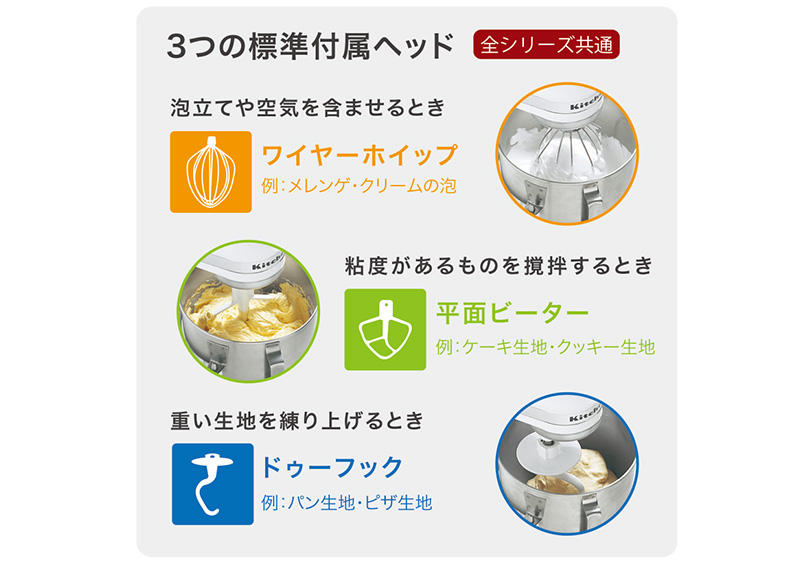 3つの標準付属ヘッド 全シリーズ共通
泡立てや空気を含ませるとき
ワイヤーホイップ
例：メレンゲ・クリームの泡
Kitch
粘度があるものを撹拌するとき
平面ビーター
例：ケーキ生地・クッキー生地
Kitch
重い生地を練り上げるとき
ドゥーフック
例：パン生地・ピザ生地
Kitch